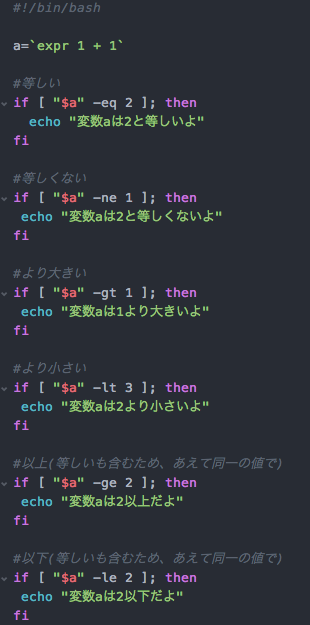 #!/bin/bash
a=`expr 1 + 1`
#等しい
if [ "$a" -eq 2 ]; then
echo "変数aは2と等しいよ"
fi
#等しくない
if [ "$a" -ne 1 ]; then
echo "変数aは2と等しくないよ"
fi
#より大きい
if [ "$a" -gt 1 ]; then
echo "変数aは1より大きいよ"
fi
#より小さい
if [ "$a" -lt 3 ]; then
echo "変数aは2より小さいよ"
fi
#以上(等しいも含むため、あえて同一の値で)
if [ "$a" -ge 2 ]; then
echo "変数aは2以上だよ"
fi
#以下(等しいも含むため、あえて同一の値で)
if [ "$a" -le 2 ]; then
echo "変数aは2以下だよ"
fi